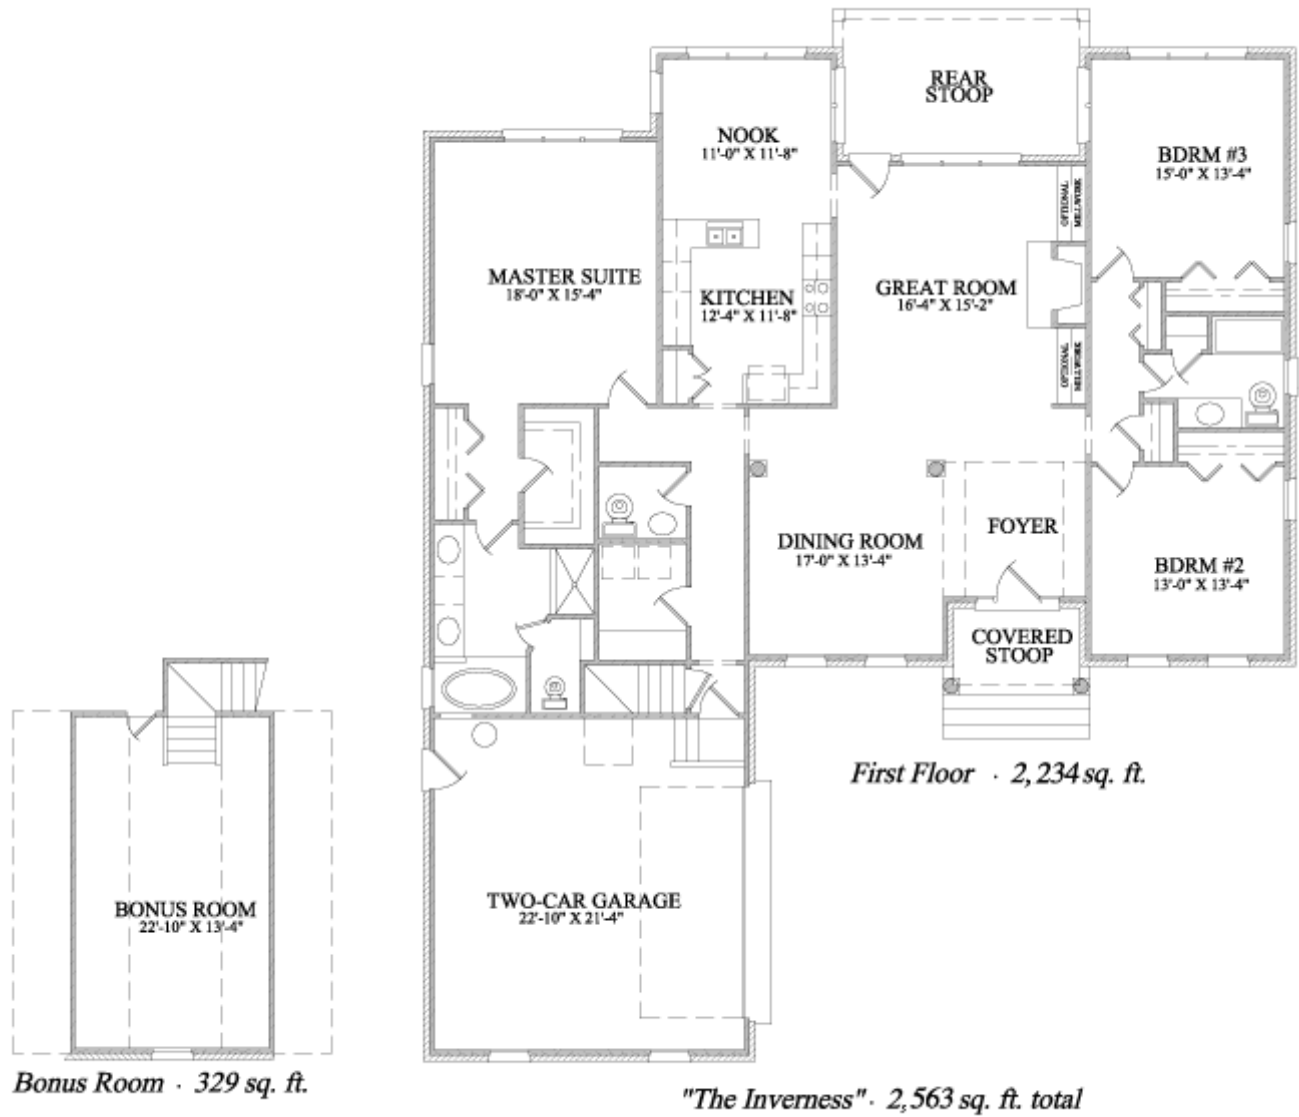 REAR
STOOP
NOOK
11'-0" X 11'-8"
BDRM #3
15'-0" X 13'-4"
OPTIONAL
MILLWORK
MASTER SUITE
18'-0" X 15'-4"
KITCHEN
12'-4" X 11'-8"
GREAT ROOM
16'-4" X 15'-2"
OPTIONAL
MILLWORK
DINING ROOM
17'-0" X 13'-4"
FOYER
BDRM #2
13'-0" X 13'-4"
COVERED
STOOP
First Floor · 2,234 sq. ft.
TWO-CAR GARAGE
22'-10" X 21'-4"
BONUS ROOM
22'-10" X 13'-4"
Bonus Room · 329 sq. ft.
"The Inverness" · 2,563 sq. ft. total